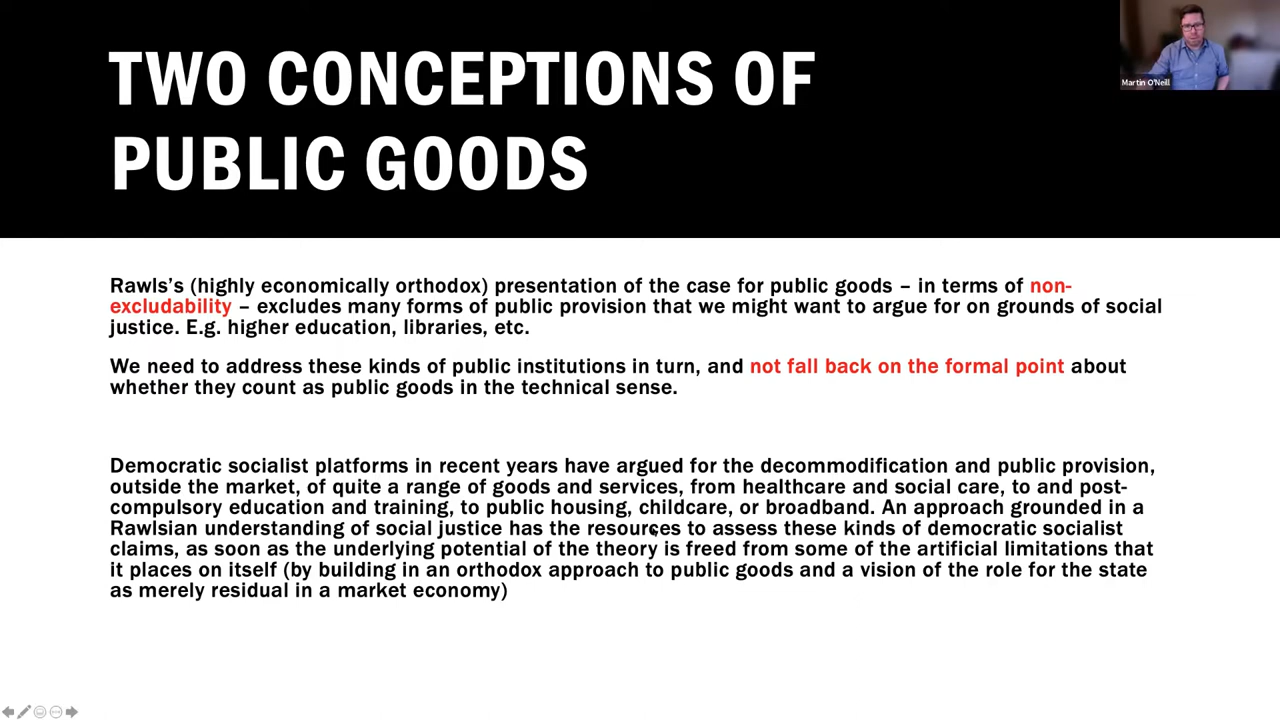 TWO CONCEPTIONS OF
PUBLIC GOODS
Martin O'Neill
Rawls's (highly economically orthodox) presentation of the case for public goods – in terms of non-
excludability – excludes many forms of public provision that we might want to argue for on grounds of social
justice. E.g. higher education, libraries, etc.
We need to address these kinds of public institutions in turn, and not fall back on the formal point about
whether they count as public goods in the technical sense.
Democratic socialist platforms in recent years have argued for the decommodification and public provision,
outside the market, of quite a range of goods and services, from healthcare and social care, to and post-
compulsory education and training, to public housing, childcare, or broadband. An approach grounded in a
Rawlsian understanding of social justice has the resources to assess these kinds of democratic socialist
claims, as soon as the underlying potential of the theory is freed from some of the artificial limitations that
it places on itself (by building in an orthodox approach to public goods and a vision of the role for the state
as merely residual in a market economy)